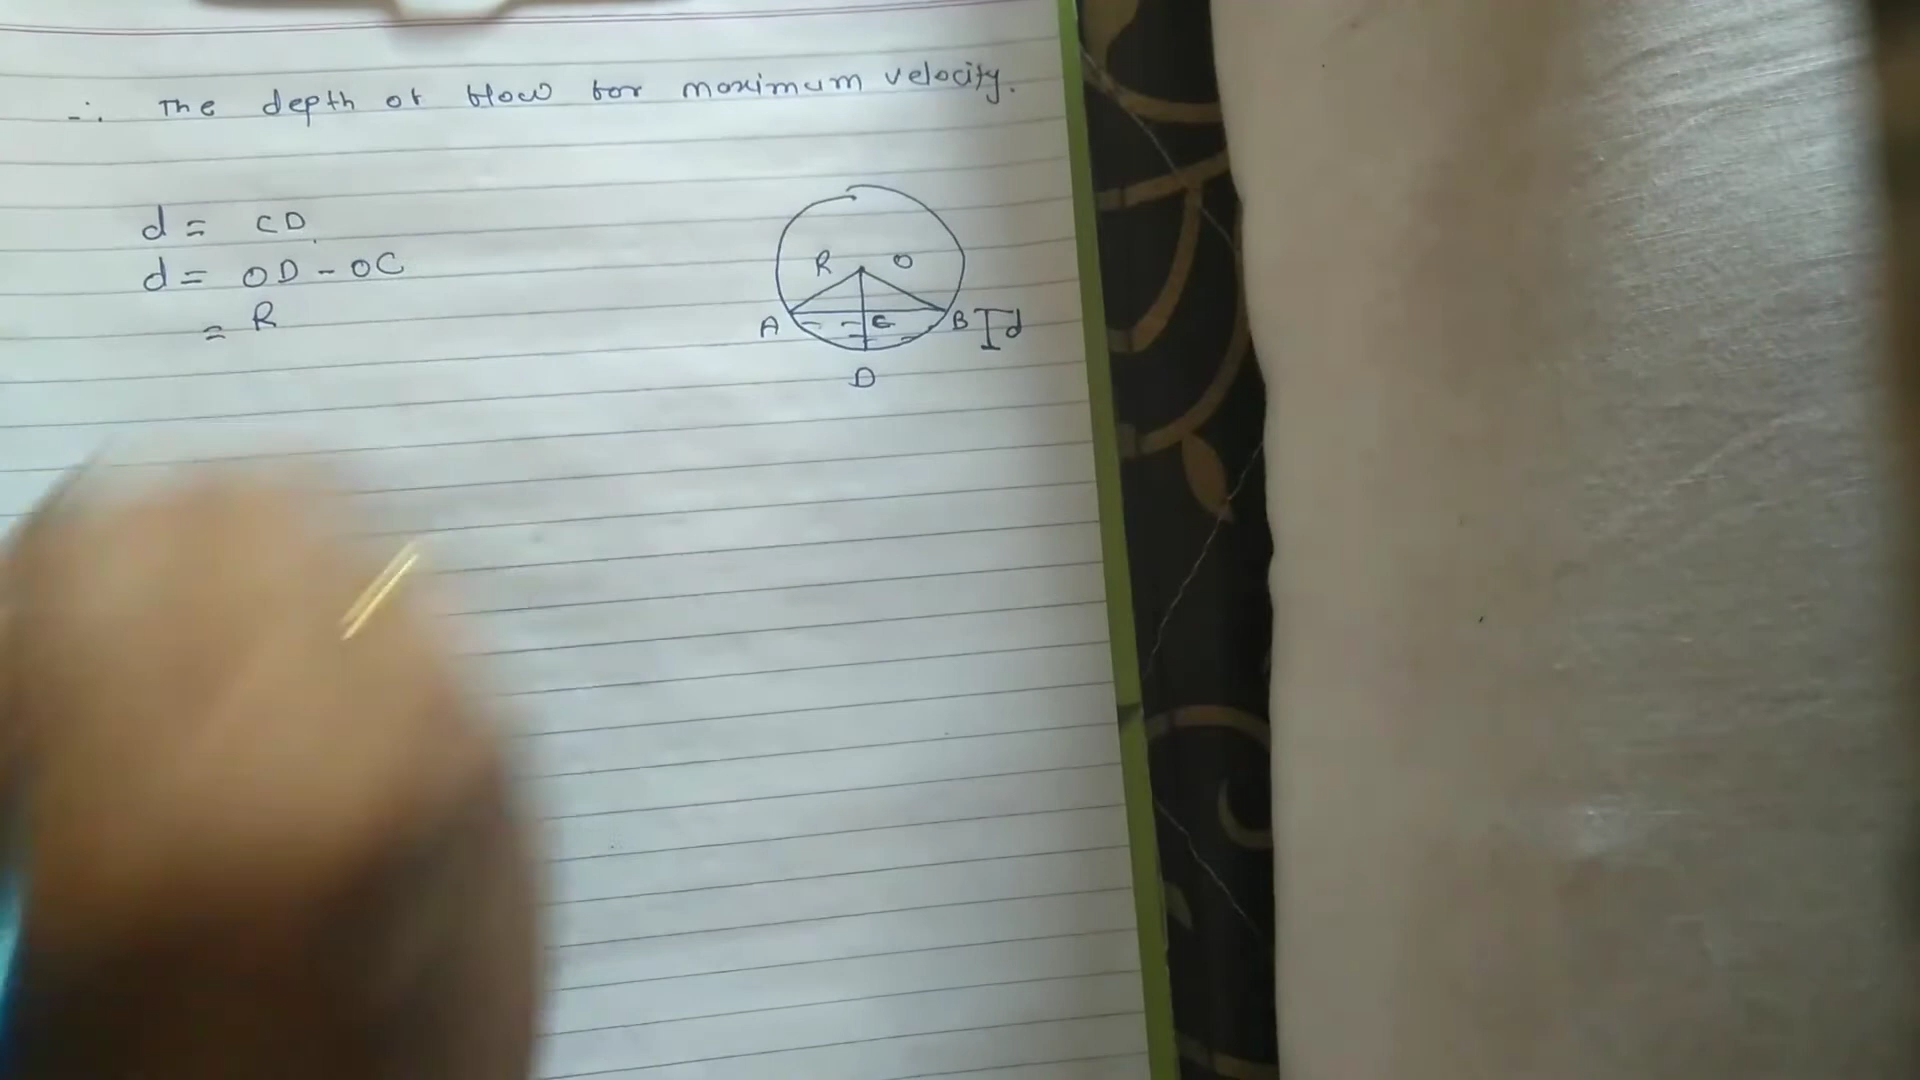 ∴ The depth of flow for maximum velocity.
d = CD
d = OD - OC
= R
R O
A C B d
D